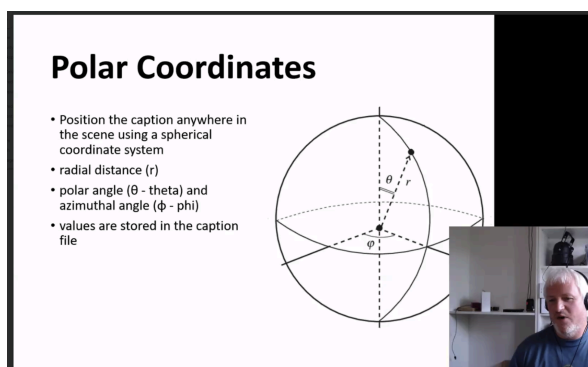 Polar Coordinates
• Position the caption anywhere in
the scene using a spherical
coordinate system
• radial distance (r)
• polar angle (θ - theta) and
azimuthal angle (ϕ - phi)
• values are stored in the caption
file
θ
r
φ